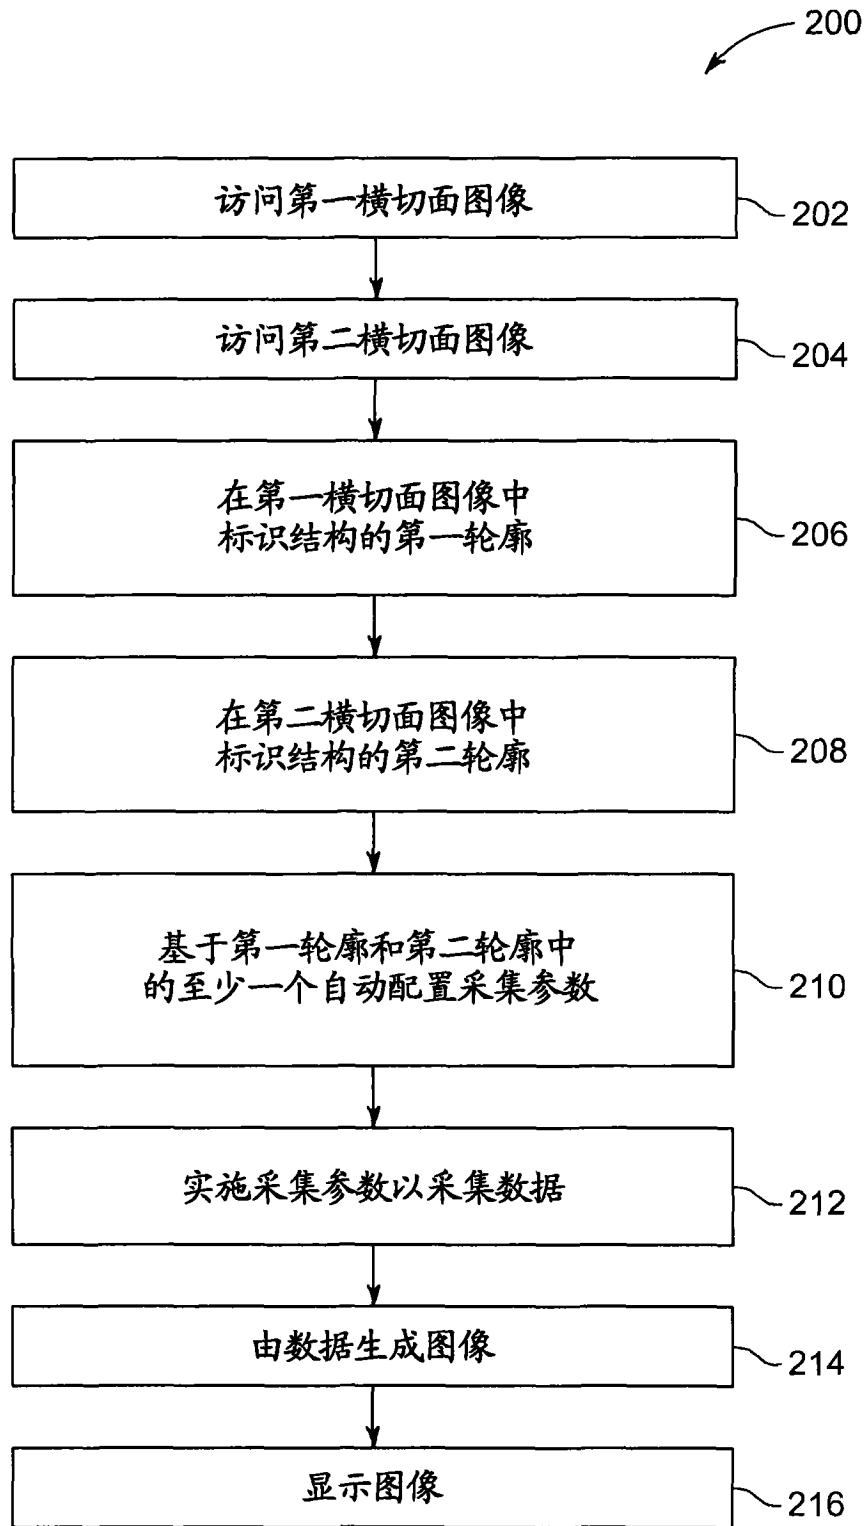 200
访问第一横切面图像
202
访问第二横切面图像
204
在第一横切面图像中
标识结构的第一轮廓
206
在第二横切面图像中
标识结构的第二轮廓
208
基于第一轮廓和第二轮廓中
的至少一个自动配置采集参数
210
实施采集参数以采集数据
212
由数据生成图像
214
显示图像
216